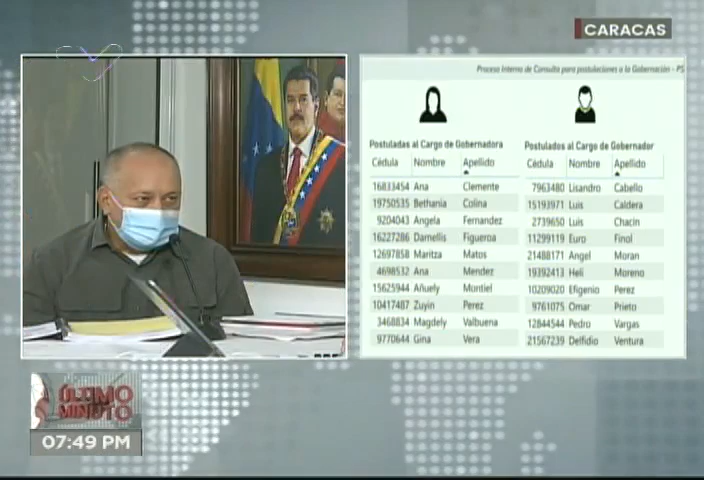 CARACAS
Proceso Interno de Consulta para postulaciones a la Gobernación - PS
Postuladas al Cargo de Gobernadora
Cédula Nombre Apellido
16833454 Ana Clemente
19750535 Bethania Colina
9204043 Angela Fernandez
16227286 Darnellis Figueroa
12697858 Maritza Matos
4698532 Ana Mendez
15625944 Añuely Montiel
10417487 Zuyin Perez
3468834 Magdely Valbuena
9770644 Gina Vera
Postulados al Cargo de Gobernador
Cédula Nombre Apellido
7963480 Lisandro Cabello
15193971 Luis Caldera
2739650 Luis Chacin
11299119 Euro Finol
21488171 Angel Moran
19392413 Heli Moreno
10209020 Efigenio Perez
9761075 Omar Prieto
12844544 Pedro Vargas
21567239 Delfidio Ventura
ÚLTIMO
MINUTO
07:49 PM